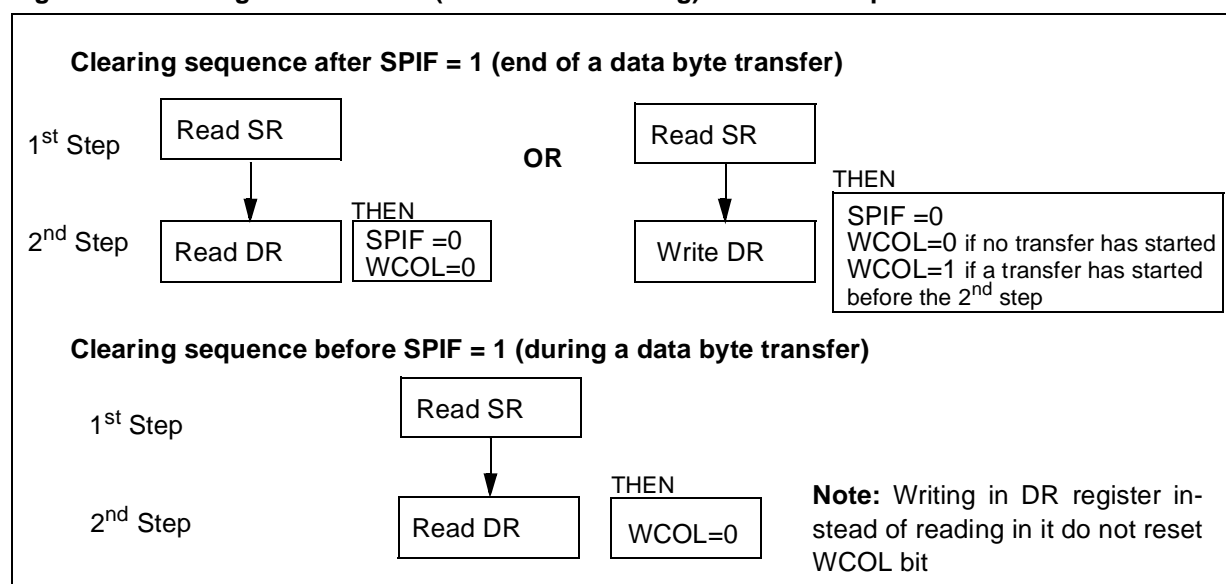 Clearing sequence after SPIF = 1 (end of a data byte transfer)
1st Step
Read SR
OR
Read SR
THEN
2nd Step
Read DR
THEN
SPIF =0
WCOL=0
Write DR
SPIF =0
WCOL=0 if no transfer has started
WCOL=1 if a transfer has started
before the 2nd step
Clearing sequence before SPIF = 1 (during a data byte transfer)
1st Step
Read SR
2nd Step
Read DR
THEN
WCOL=0
Note: Writing in DR register in-
stead of reading in it do not reset
WCOL bit